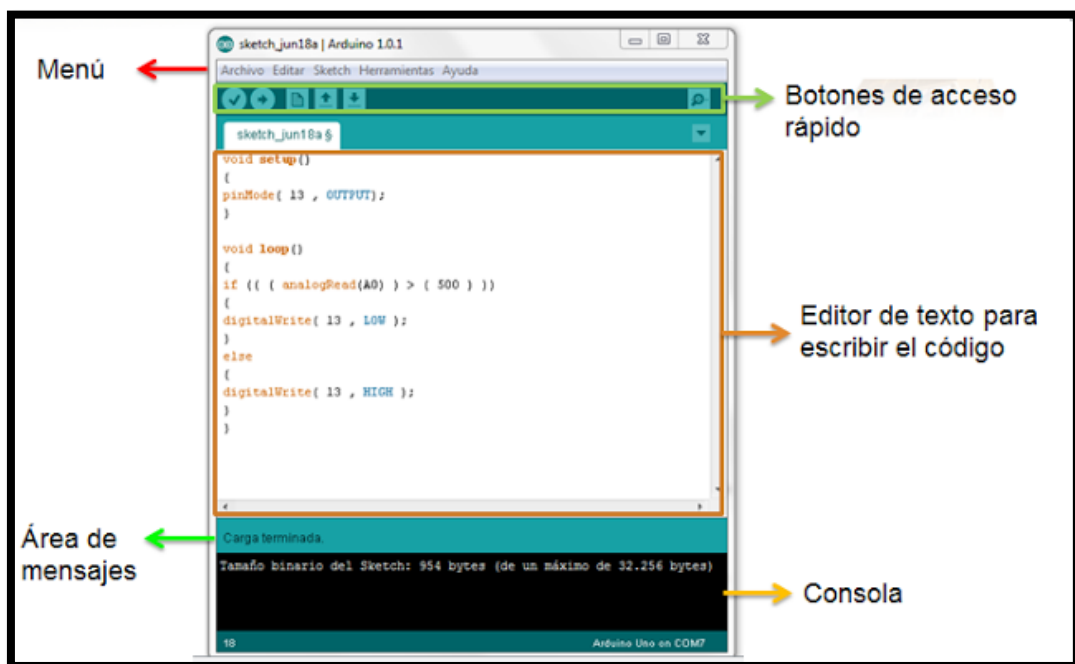 sketch_jun18a | Arduino 1.0.1
Menú
Archivo Editar Sketch Herramientas Ayuda
Botones de acceso
rápido
sketch_jun18a §
void setup()
{
pinMode( 13 , OUTPUT);
}
void loop()
{
if (( ( analogRead(A0) ) > ( 500 ) ))
{
digitalWrite( 13 , LOW );
}
else
{
digitalWrite( 13 , HIGH );
}
}
Editor de texto para
escribir el código
Área de
mensajes
Carga terminada.
Tamaño binario del Sketch: 954 bytes (de un máximo de 32.256 bytes)
Consola
18
Arduino Uno on COM7